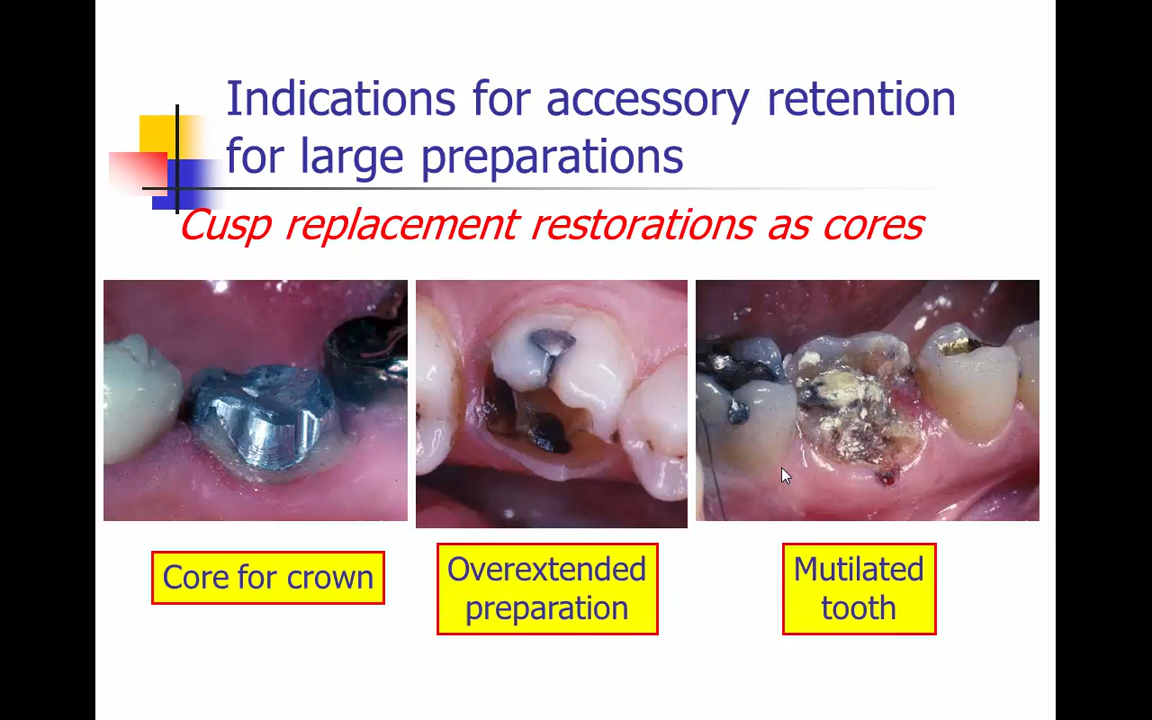 Indications for accessory retention
for large preparations
Cusp replacement restorations as cores
Core for crown
Overextended
preparation
Mutilated
tooth